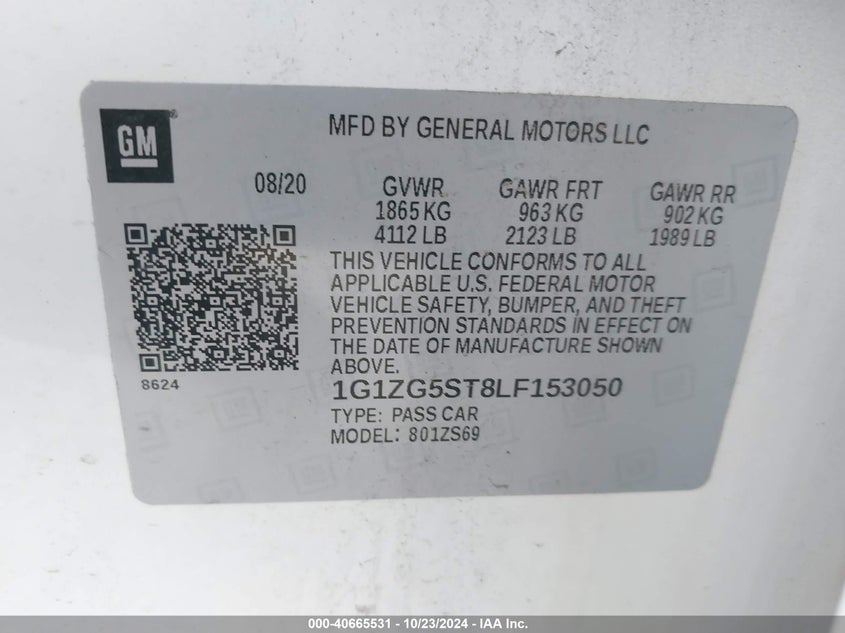 GM®
MFD BY GENERAL MOTORS LLC
08/20 GVWR GAWR FRT GAWR RR
1865 KG 963 KG 902 KG
4112 LB 2123 LB 1989 LB
THIS VEHICLE CONFORMS TO ALL
APPLICABLE U.S. FEDERAL MOTOR
VEHICLE SAFETY, BUMPER, AND THEFT
PREVENTION STANDARDS IN EFFECT ON
THE DATE OF MANUFACTURE SHOWN
ABOVE.
8624
1G1ZG5ST8LF153050
TYPE: PASS CAR
MODEL: 801ZS69
000-40665531 - 10/23/2024 - IAA Inc.